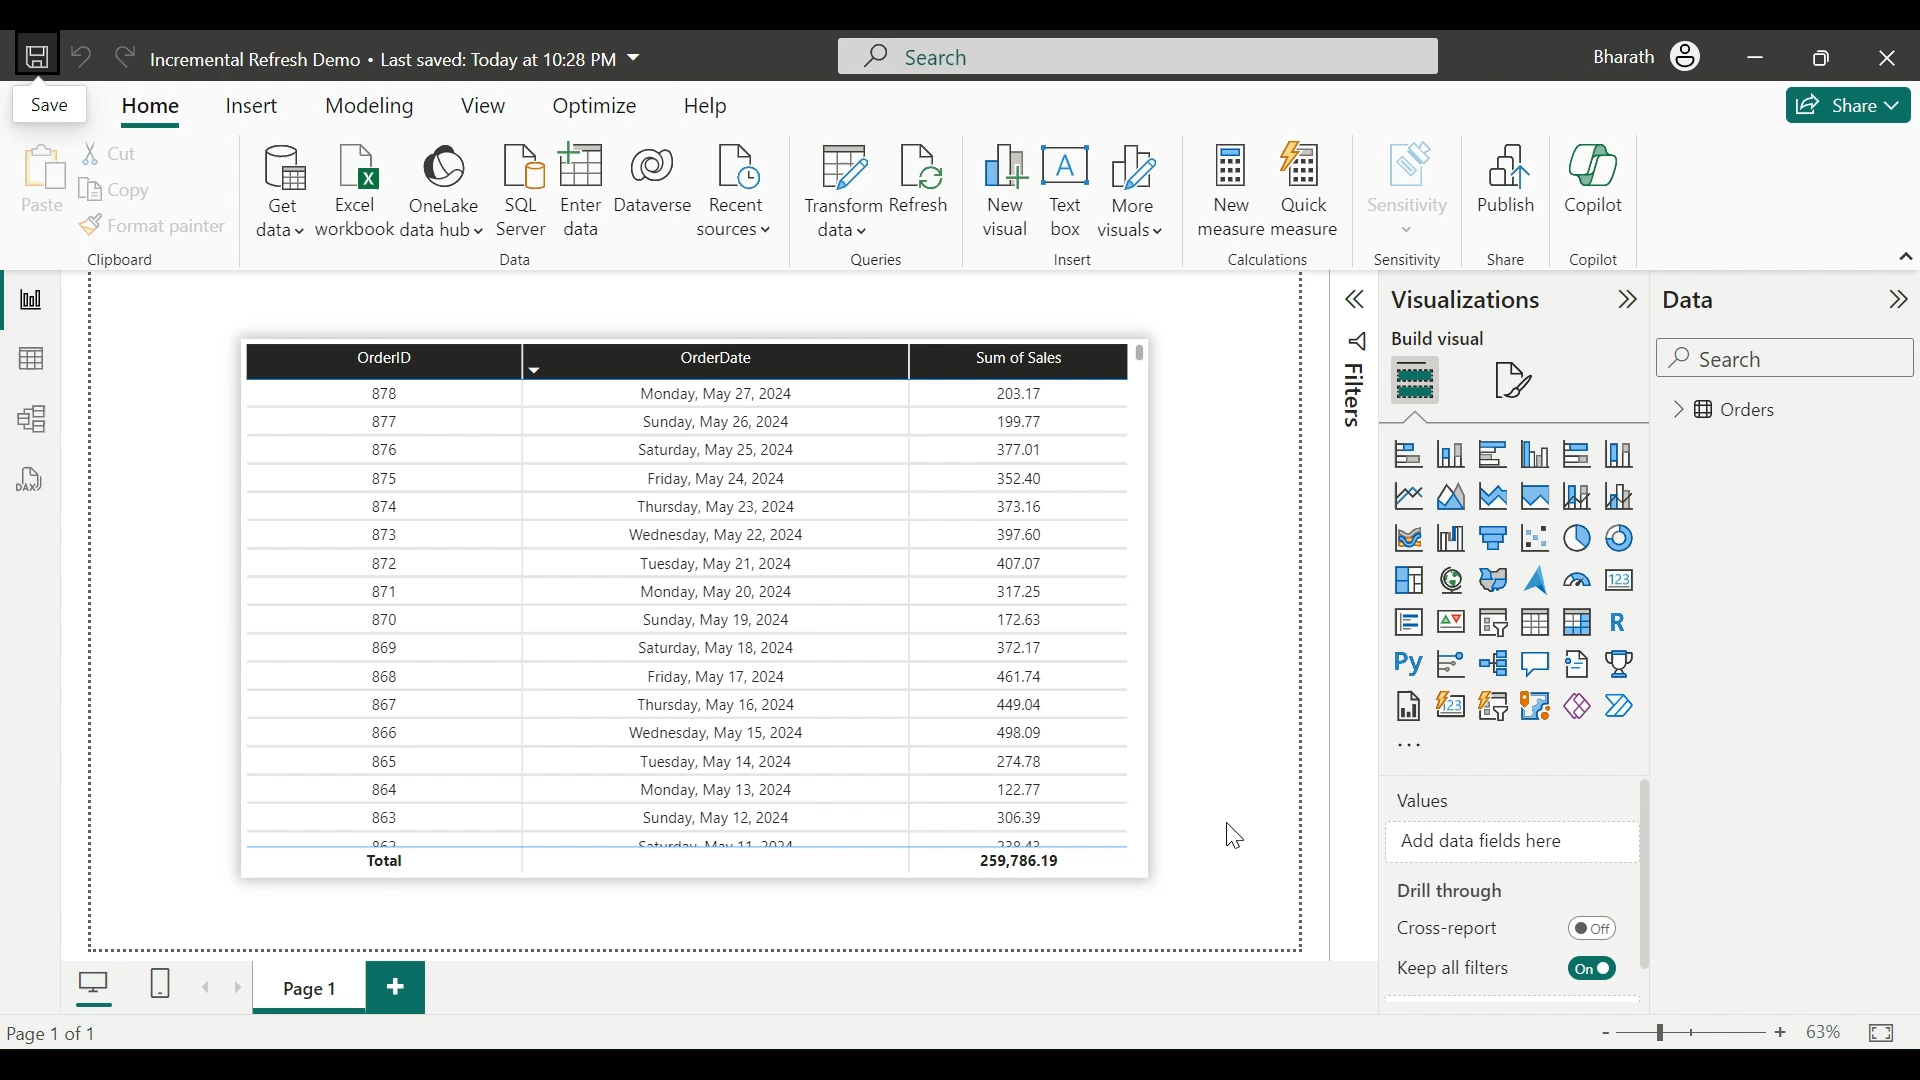 Incremental Refresh Demo • Last saved: Today at 10:28 PM
Search
Bharath
Save
Home
Insert
Modeling
View
Optimize
Help
Share
Paste
Cut
Copy
Format painter
Clipboard
Get data
Excel workbook
OneLake data hub
SQL Server
Enter data
Dataverse
Recent sources
Data
Transform data
Refresh
Queries
New visual
Text box
More visuals
Insert
New measure
Quick measure
Calculations
Sensitivity
Sensitivity
Publish
Share
Copilot
Copilot
OrderID OrderDate Sum of Sales
878 Monday, May 27, 2024 203.17
877 Sunday, May 26, 2024 199.77
876 Saturday, May 25, 2024 377.01
875 Friday, May 24, 2024 352.40
874 Thursday, May 23, 2024 373.16
873 Wednesday, May 22, 2024 397.60
872 Tuesday, May 21, 2024 407.07
871 Monday, May 20, 2024 317.25
870 Sunday, May 19, 2024 172.63
869 Saturday, May 18, 2024 372.17
868 Friday, May 17, 2024 461.74
867 Thursday, May 16, 2024 449.04
866 Wednesday, May 15, 2024 498.09
865 Tuesday, May 14, 2024 274.78
864 Monday, May 13, 2024 122.77
863 Sunday, May 12, 2024 306.39
Total 259,786.19
Filters
Visualizations
Build visual
123
R
Py
123
Values
Add data fields here
Drill through
Cross-report Off
Keep all filters On
Data
Search
Orders
DAX
Page 1
Page 1 of 1
63%